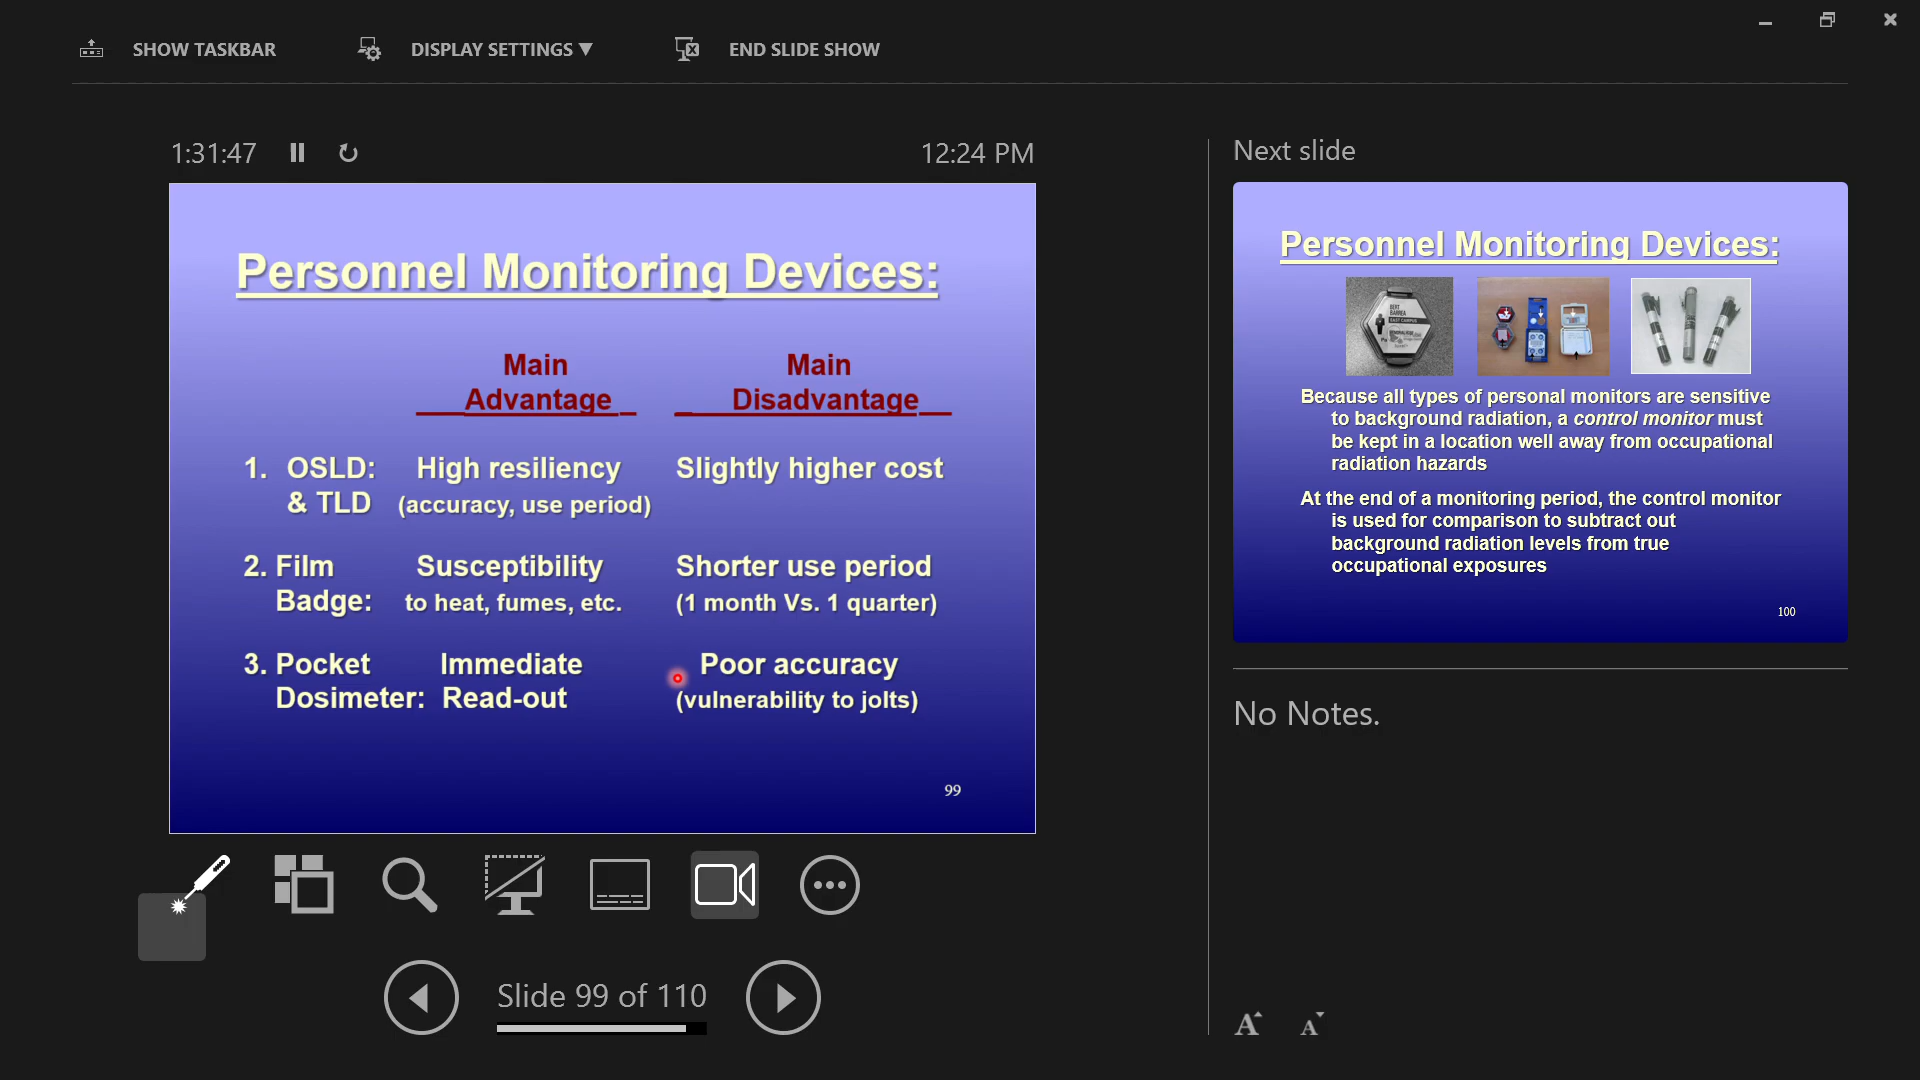 SHOW TASKBAR
DISPLAY SETTINGS ▼
END SLIDE SHOW
1:31:47
12:24 PM
Personnel Monitoring Devices:
Main Advantage
Main Disadvantage
1. OSLD: & TLD
High resiliency
(accuracy, use period)
Slightly higher cost
2. Film Badge:
Susceptibility
to heat, fumes, etc.
Shorter use period
(1 month Vs. 1 quarter)
3. Pocket Dosimeter:
Immediate Read-out
Poor accuracy
(vulnerability to jolts)
99
Slide 99 of 110
Next slide
Personnel Monitoring Devices:
BERT
BARREA
EAST CAMPUS
Because all types of personal monitors are sensitive
to background radiation, a control monitor must
be kept in a location well away from occupational
radiation hazards
At the end of a monitoring period, the control monitor
is used for comparison to subtract out
background radiation levels from true
occupational exposures
100
No Notes.
A A